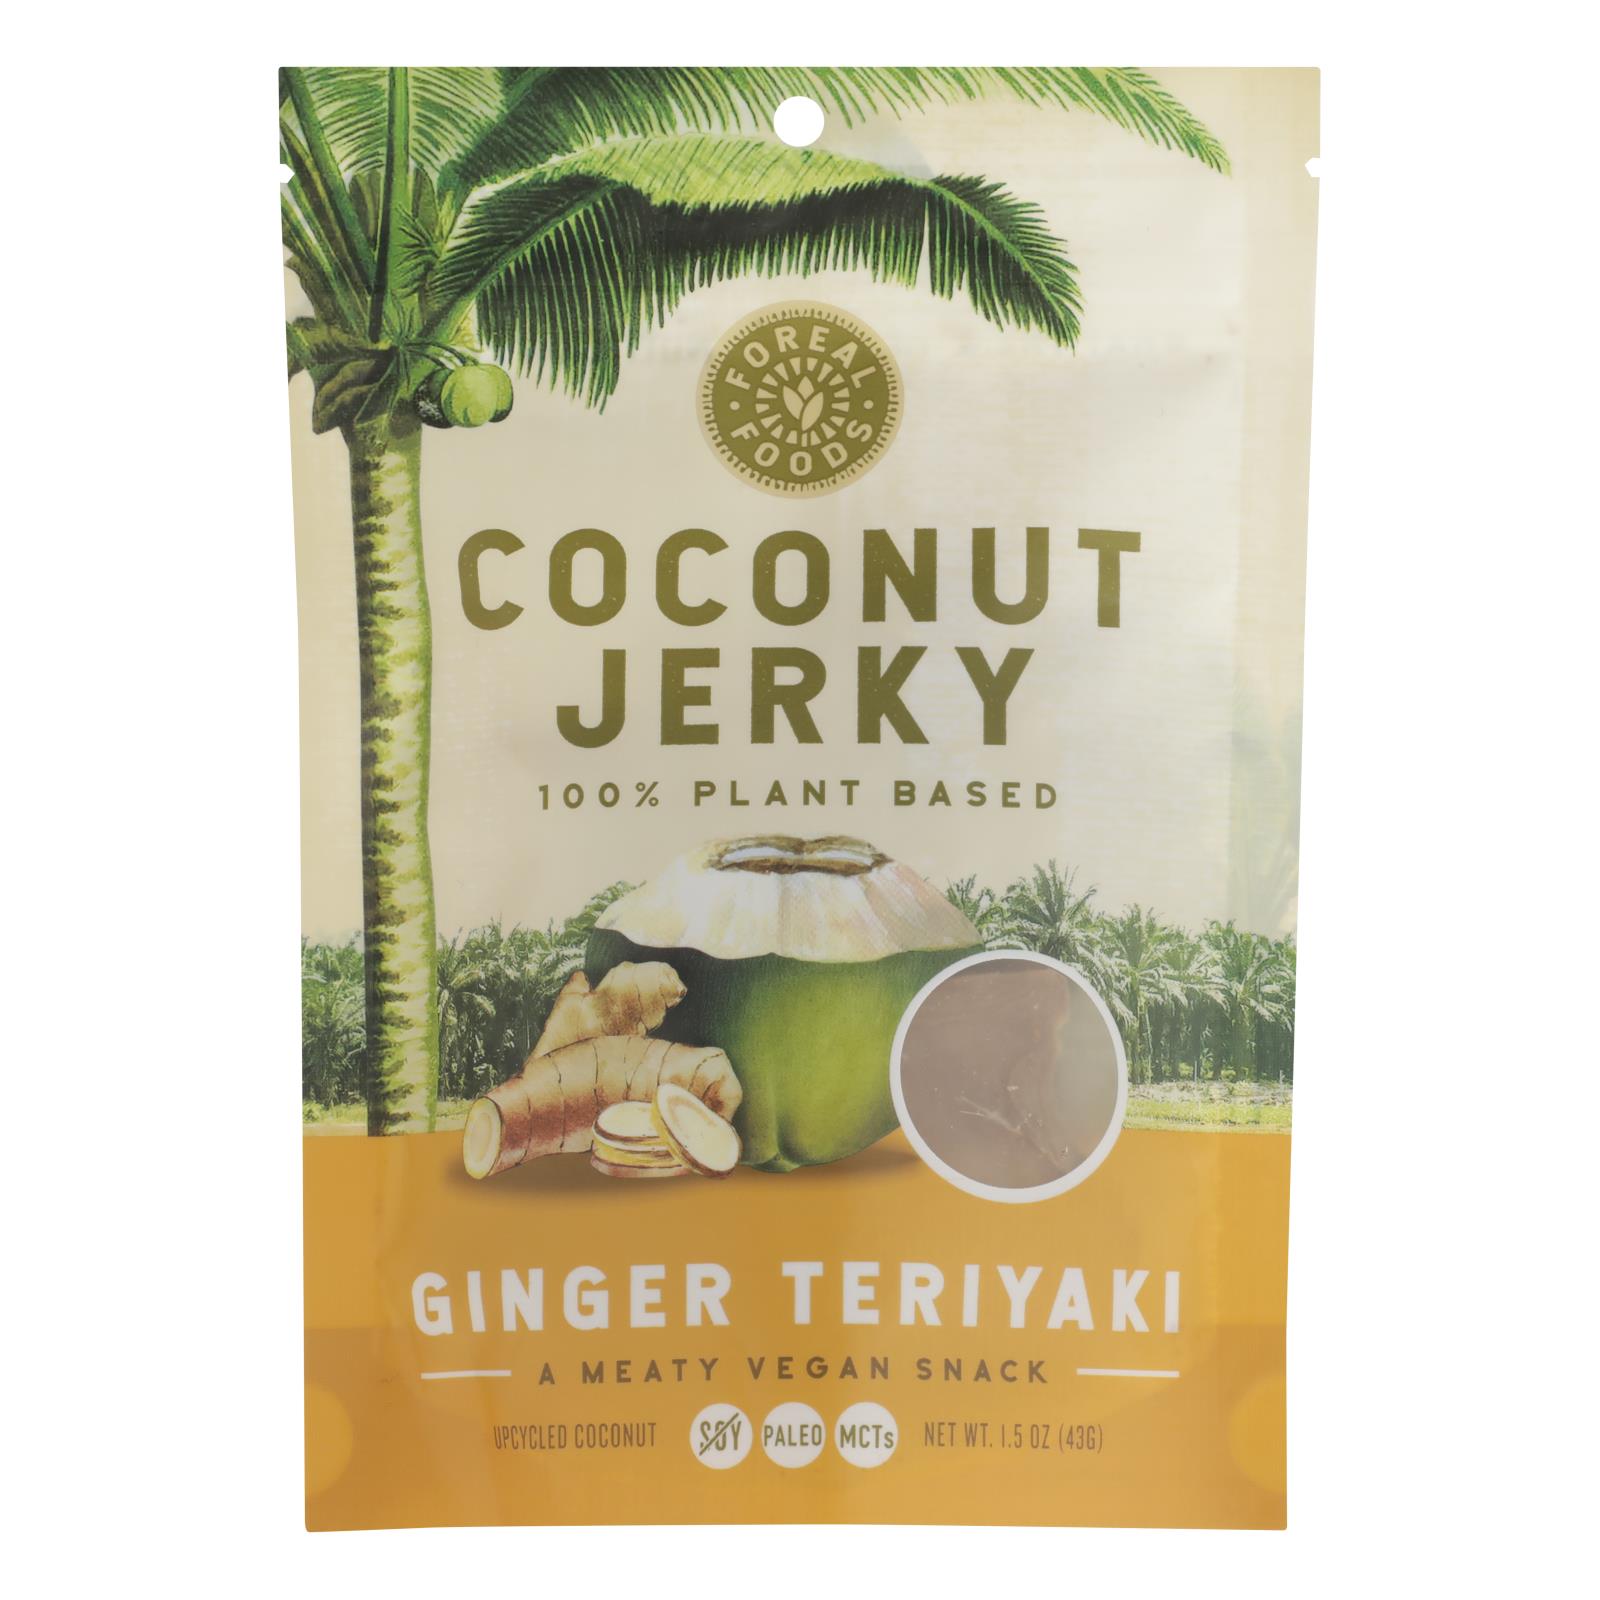 FOREAL
FOODS
COCONUT
JERKY
100% PLANT BASED
GINGER TERIYAKI
A MEATY VEGAN SNACK
UPCYCLED COCONUT SOY PALEO MCTs NET WT. 1.5 OZ (43G)